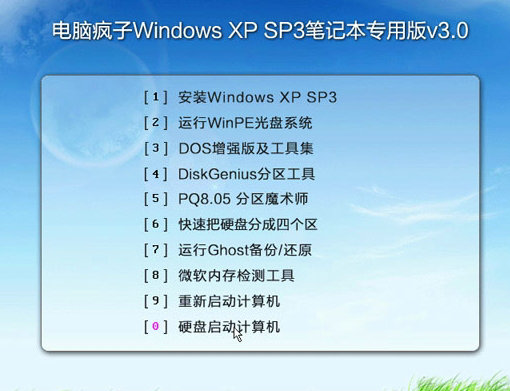 电脑疯子Windows XP SP3笔记本专用版v3.0
[1] 安装Windows XP SP3
[2] 运行WinPE光盘系统
[3] DOS增强版及工具集
[4] DiskGenius分区工具
[5] PQ8.05 分区魔术师
[6] 快速把硬盘分成四个区
[7] 运行Ghost备份/还原
[8] 微软内存检测工具
[9] 重新启动计算机
[0] 硬盘启动计算机